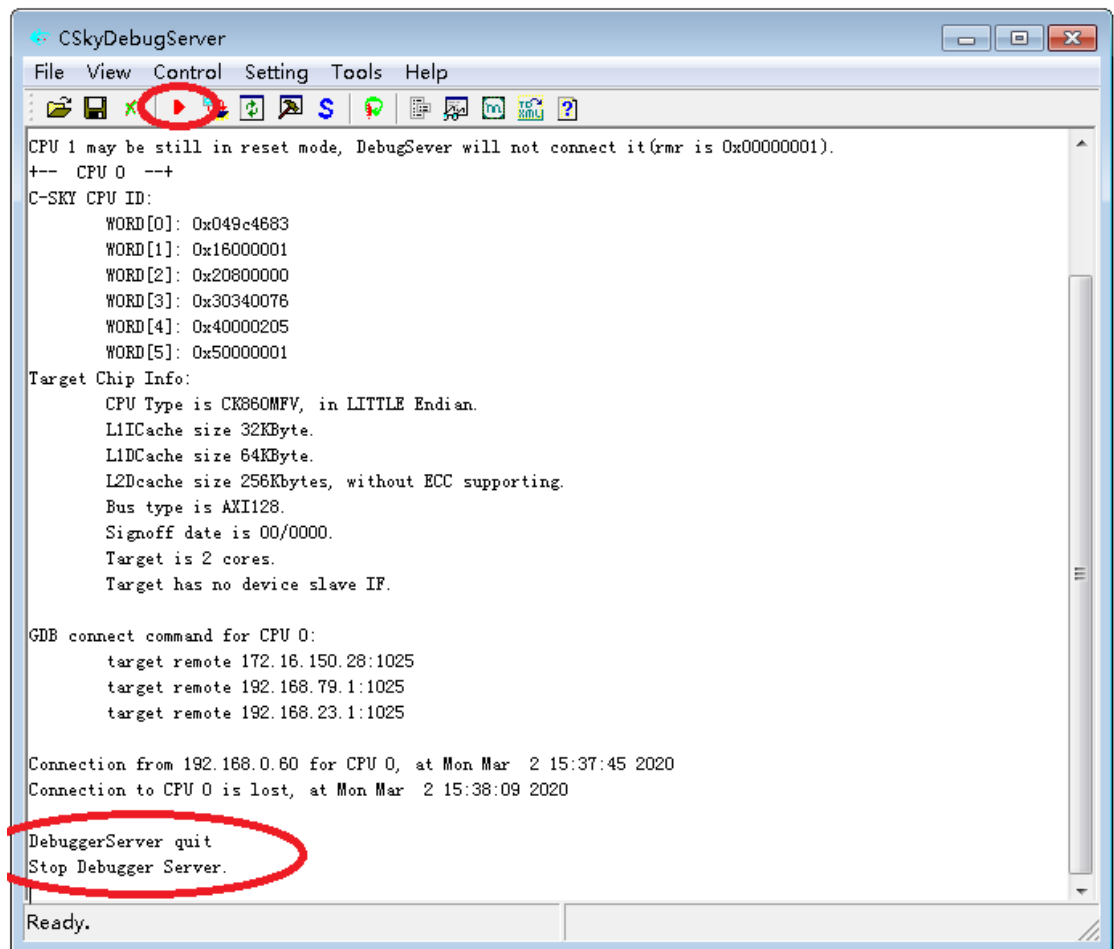 CSkyDebugServer
File View Control Setting Tools Help
CPU 1 may be still in reset mode, DebugSever will not connect it(rmr is 0x00000001).
+-- CPU 0 --+
C-SKY CPU ID:
WORD[0]: 0x049c4683
WORD[1]: 0x16000001
WORD[2]: 0x20800000
WORD[3]: 0x30340076
WORD[4]: 0x40000205
WORD[5]: 0x50000001
Target Chip Info:
CPU Type is CK860MFV, in LITTLE Endian.
L1ICache size 32KByte.
L1DCache size 64KByte.
L2Dcache size 256Kbytes, without ECC supporting.
Bus type is AXI128.
Signoff date is 00/0000.
Target is 2 cores.
Target has no device slave IF.
GDB connect command for CPU 0:
target remote 172.16.150.28:1025
target remote 192.168.79.1:1025
target remote 192.168.23.1:1025
Connection from 192.168.0.60 for CPU 0, at Mon Mar  2 15:37:45 2020
Connection to CPU 0 is lost, at Mon Mar  2 15:38:09 2020
DebuggerServer quit
Stop Debugger Server.
Ready.